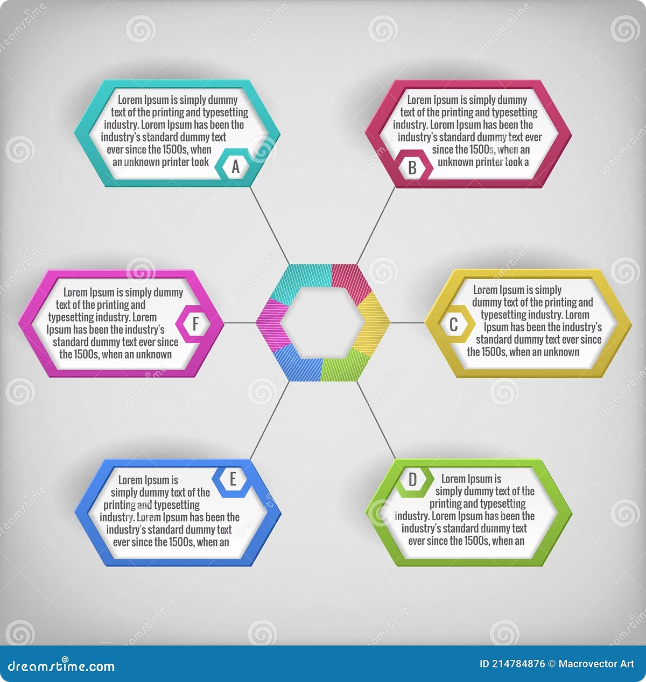 Lorem Ipsum is simply dummy
text of the printing and typesetting
industry. Lorem Ipsum has been the
industry's standard dummy text
ever since the 1500s, when
an unknown printer took
A
Lorem Ipsum is simply dummy
text of the printing and typesetting
industry. Lorem Ipsum has been the
industry's standard dummy text ever
since the 1500s, when an
unknown printer took a
B
Lorem Ipsum is simply dummy
text of the printing and
typesetting industry. Lorem
Ipsum has been the industry's
standard dummy text ever since
the 1500s, when an unknown
F
Lorem Ipsum is simply
dummy text of the printing and
typesetting industry. Lorem
Ipsum has been the industry's
standard dummy text ever since
the 1500s, when an unknown
C
Lorem Ipsum is
simply dummy text of the
printing and typesetting
industry. Lorem Ipsum has been the
industry's standard dummy text
ever since the 1500s, when an
E
Lorem Ipsum is
simply dummy text of the
printing and typesetting
industry. Lorem Ipsum has been the
industry's standard dummy text
ever since the 1500s, when an
D
dreamstime.com
ID 214784876 © Macrovector Art